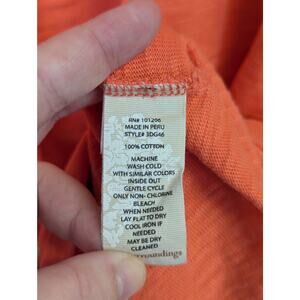 RN# 101206
MADE IN PERU
STYLE# 3DG46
100% COTTON
MACHINE
WASH COLD
WITH SIMILAR COLORS
INSIDE OUT
GENTLE CYCLE
ONLY NON- CHLORINE
BLEACH
WHEN NEEDED
LAY FLAT TO DRY
COOL IRON IF
NEEDED
MAY BE DRY
CLEANED